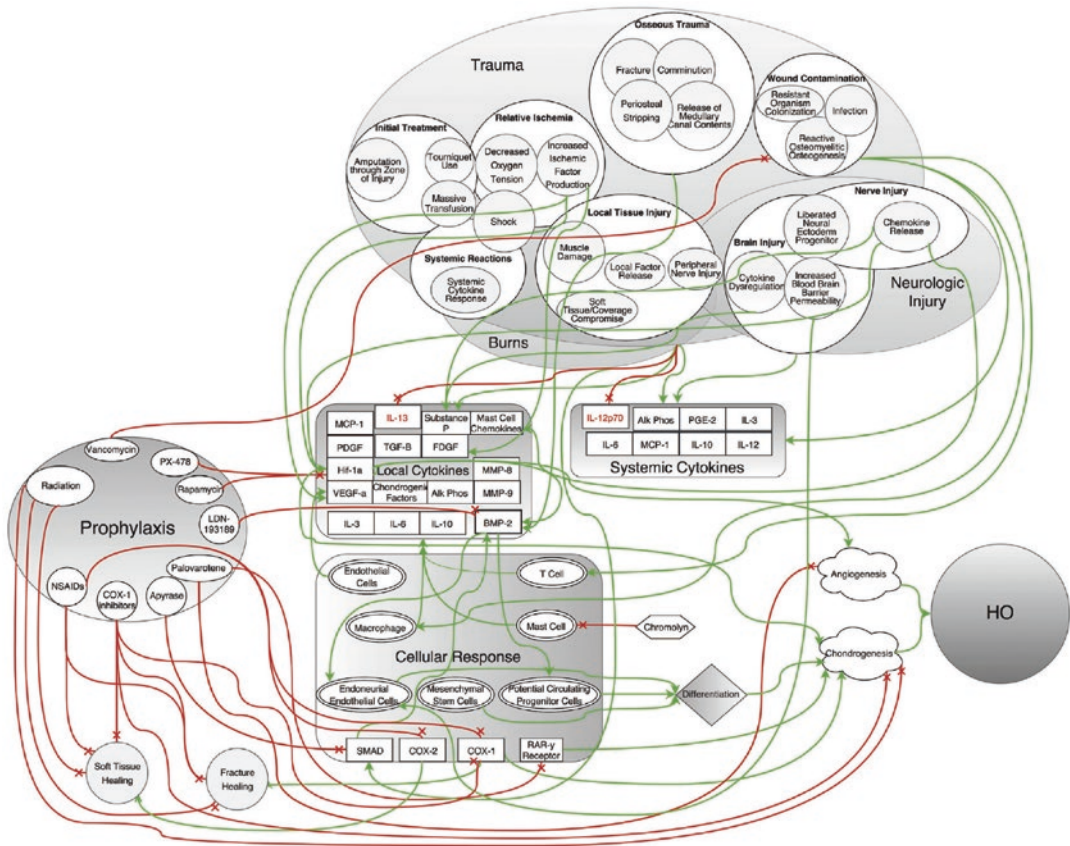 Trauma
Osseous Trauma
Fracture
Comminution
Periosteal
Stripping
Release of
Medullary
Canal Contents
Wound Contamination
Resistant
Organism
Colonization
Infection
Reactive
Osteomyelitic
Osteogenesis
Initial Treatment
Amputation
through Zone
of Injury
Tourniquet
Use
Massive
Transfusion
Relative Ischemia
Decreased
Oxygen
Tension
Increased
Ischemic
Factor
Production
Shock
Systemic Reactions
Systemic
Cytokine
Response
Local Tissue Injury
Muscle
Damage
Local Factor
Release
Peripheral
Nerve Injury
Soft
Tissue/Coverage
Compromise
Nerve Injury
Liberated
Neural
Ectoderm
Progenitor
Chemokine
Release
Brain Injury
Cytokine
Dysregulation
Increased
Blood Brain
Barrier
Permeability
Neurologic
Injury
Burns
MCP-1
IL-13
Substance
P
Mast Cell
Chemokines
PDGF
TGF-B
FDGF
Hif-1a
Local Cytokines
MMP-8
VEGF-a
Chondrogenic
Factors
Alk Phos
MMP-9
IL-3
IL-6
IL-10
BMP-2
IL-12p70
Alk Phos
PGE-2
IL-3
IL-6
MCP-1
IL-10
IL-12
Systemic Cytokines
Vancomycin
PX-478
Radiation
Rapamycin
Prophylaxis
LDN-
193189
NSAIDs
COX-1
inhibitors
Apyrase
Palovarotene
Endothelial
Cells
T Cell
Macrophage
Mast Cell
Chromolyn
Cellular Response
Endoneurial
Endothelial Cells
Mesenchymal
Stem Cells
Potential Circulating
Progenitor Cells
Differentiation
SMAD
COX-2
COX-1
RAR-y
Receptor
Soft Tissue
Healing
Fracture
Healing
Angiogenesis
Chondrogenesis
HO